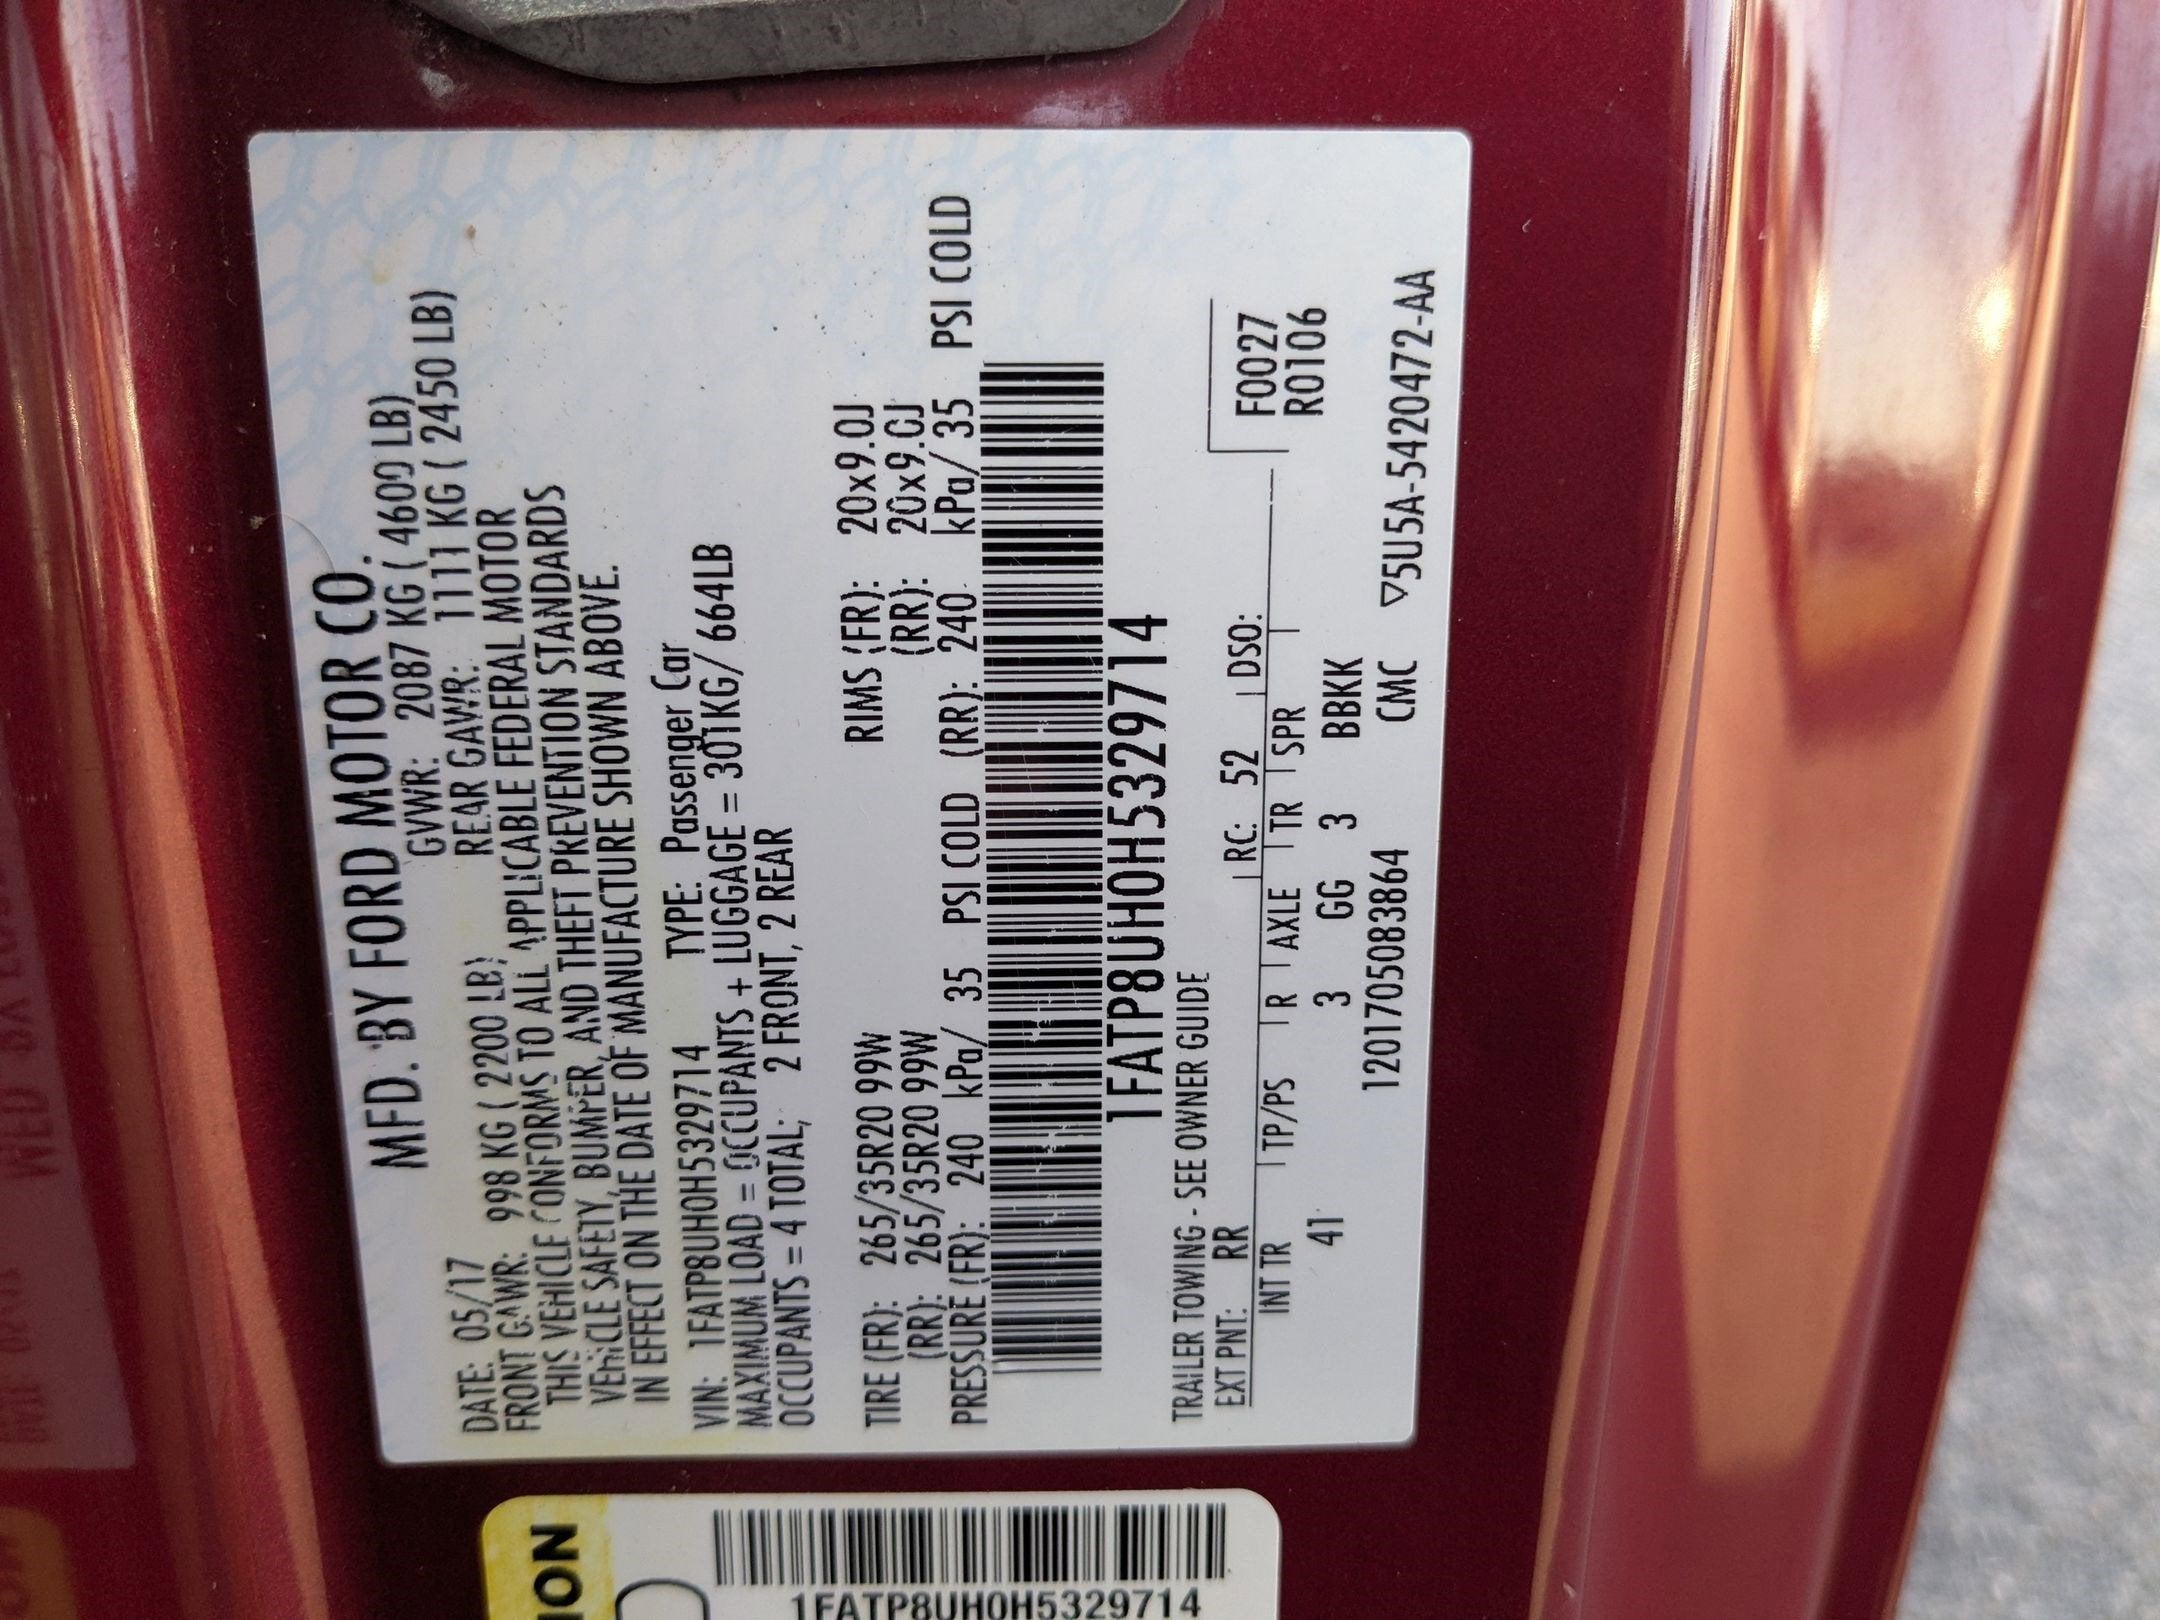 MFD. BY FORD MOTOR CO.
DATE: 05/17 GVWR: 2087 KG ( 4600 LB)
FRONT GAWR: 998 KG ( 2200 LB) REAR GAWR: 1111 KG ( 2450 LB)
THIS VEHICLE CONFORMS TO ALL APPLICABLE FEDERAL MOTOR
VEHICLE SAFETY, BUMPER, AND THEFT PREVENTION STANDARDS
IN EFFECT ON THE DATE OF MANUFACTURE SHOWN ABOVE.
VIN: 1FATP8UH0H5329714 TYPE: Passenger Car
MAXIMUM LOAD = OCCUPANTS + LUGGAGE = 301KG/ 664LB
OCCUPANTS = 4 TOTAL; 2 FRONT, 2 REAR
TIRE (FR): 265/35R20 99W RIMS (FR): 20x9.0J
(RR): 265/35R20 99W (RR): 20x9.0J
PRESSURE (FR): 240 kPa/ 35 PSI COLD (RR): 240 kPa/ 35 PSI COLD
1FATP8UH0H5329714
TRAILER TOWING - SEE OWNER GUIDE
EXT PNT: RR RC: 52 DSO:
F0027
R0106
INT TR TP/PS R AXLE TR SPR
41 3 GG 3 BBKK
1201705083864 CMC ▽5U5A-5420472-AA
ION
1FATP8UH0H5329714